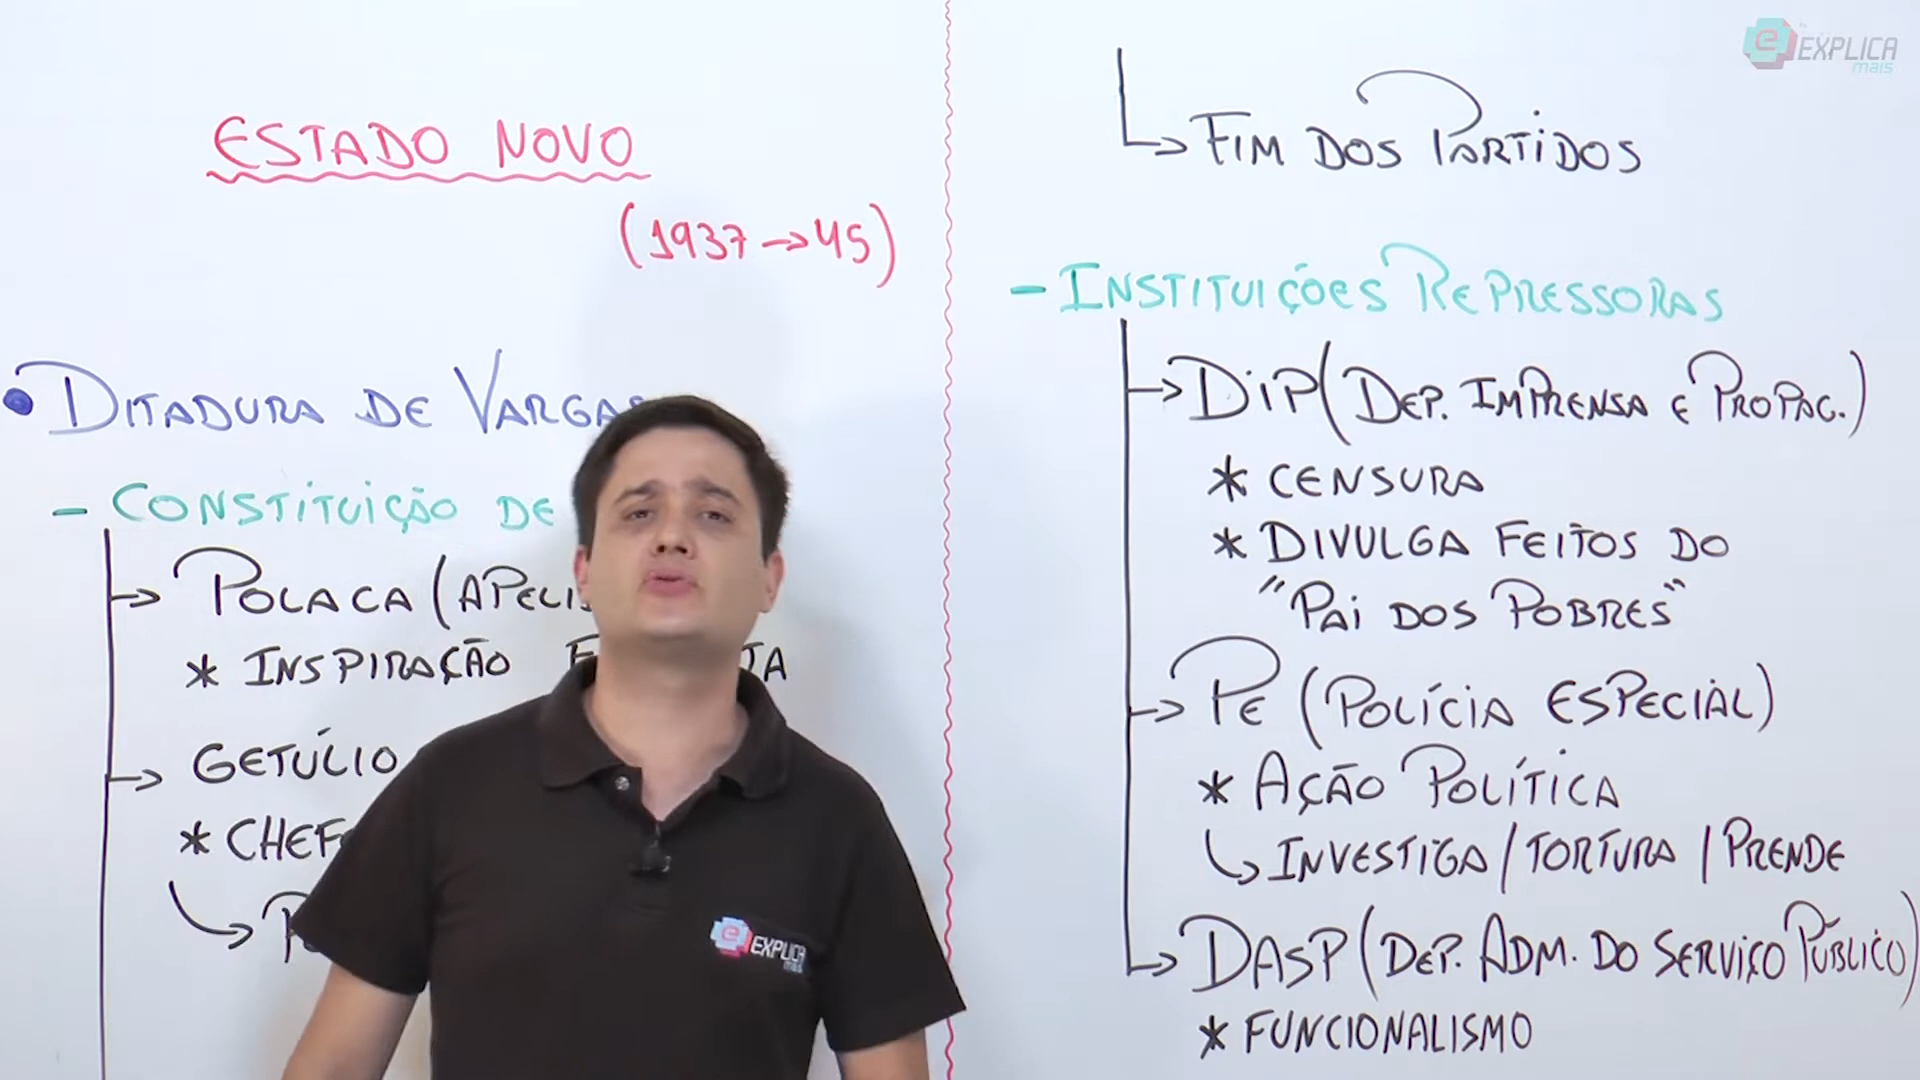 ESTADO NOVO
(1937 → 45)
• DITADURA DE VARGAS
- CONSTITUIÇÃO DE
→ POLACA (APELI
* INSPIRAÇÃO
→ GETÚLIO
* CHEF
FIM DOS PARTIDOS
- INSTITUIÇÕES REPRESSORAS
→ DIP (DEP. IMPRENSA E PROPAG.)
* CENSURA
* DIVULGA FEITOS DO
"PAI DOS POBRES"
→ PE (POLÍCIA ESPECIAL)
* AÇÃO POLÍTICA
↳ INVESTIGA / TORTURA / PRENDE
→ DASP (DEP. ADM. DO SERVIÇO PÚBLICO)
* FUNCIONALISMO
e EXPLICA
mais
e EXPLICA
mais